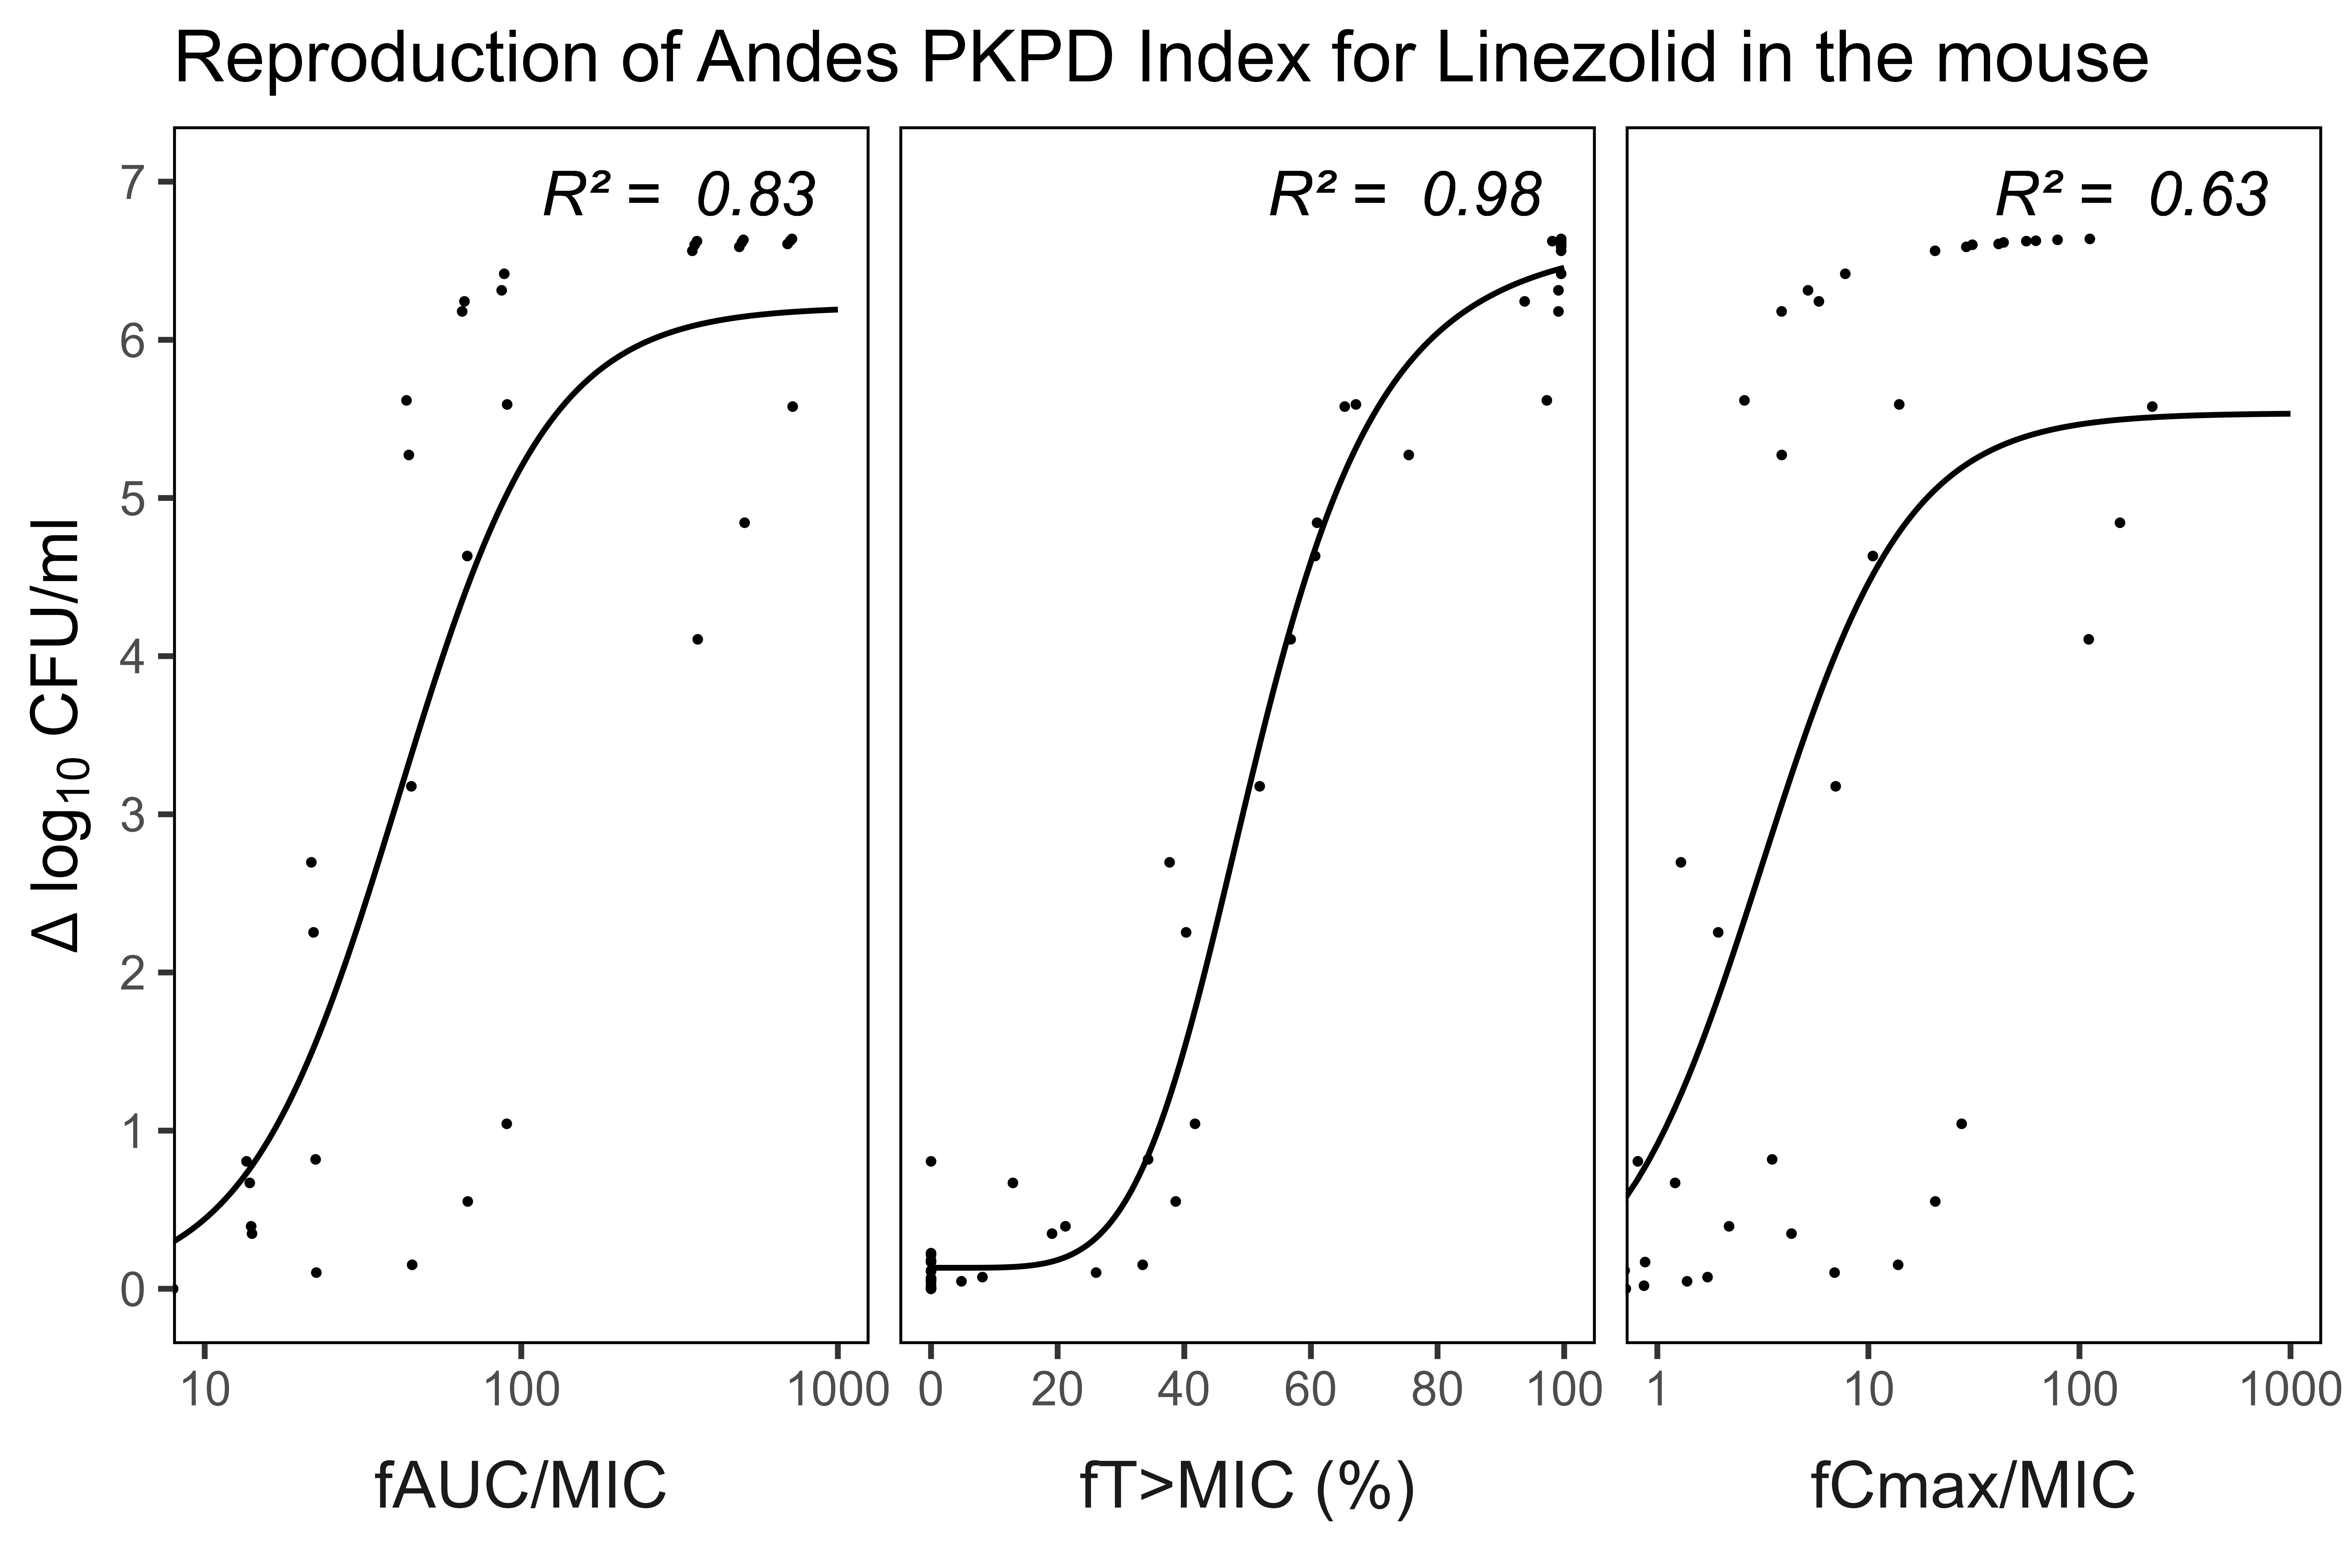 Reproduction of Andes PKPD Index for Linezolid in the mouse
R² = 0.83
R² = 0.98
R² = 0.63
Δ log10 CFU/ml
7
6
5
4
3
2
1
0
10 100 1000
0 20 40 60 80 100
1 10 100 1000
fAUC/MIC
fT>MIC (%)
fCmax/MIC